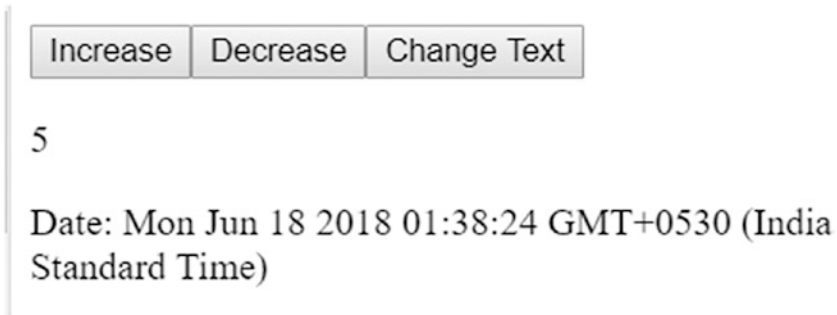 Increase Decrease Change Text
5
Date: Mon Jun 18 2018 01:38:24 GMT+0530 (India
Standard Time)